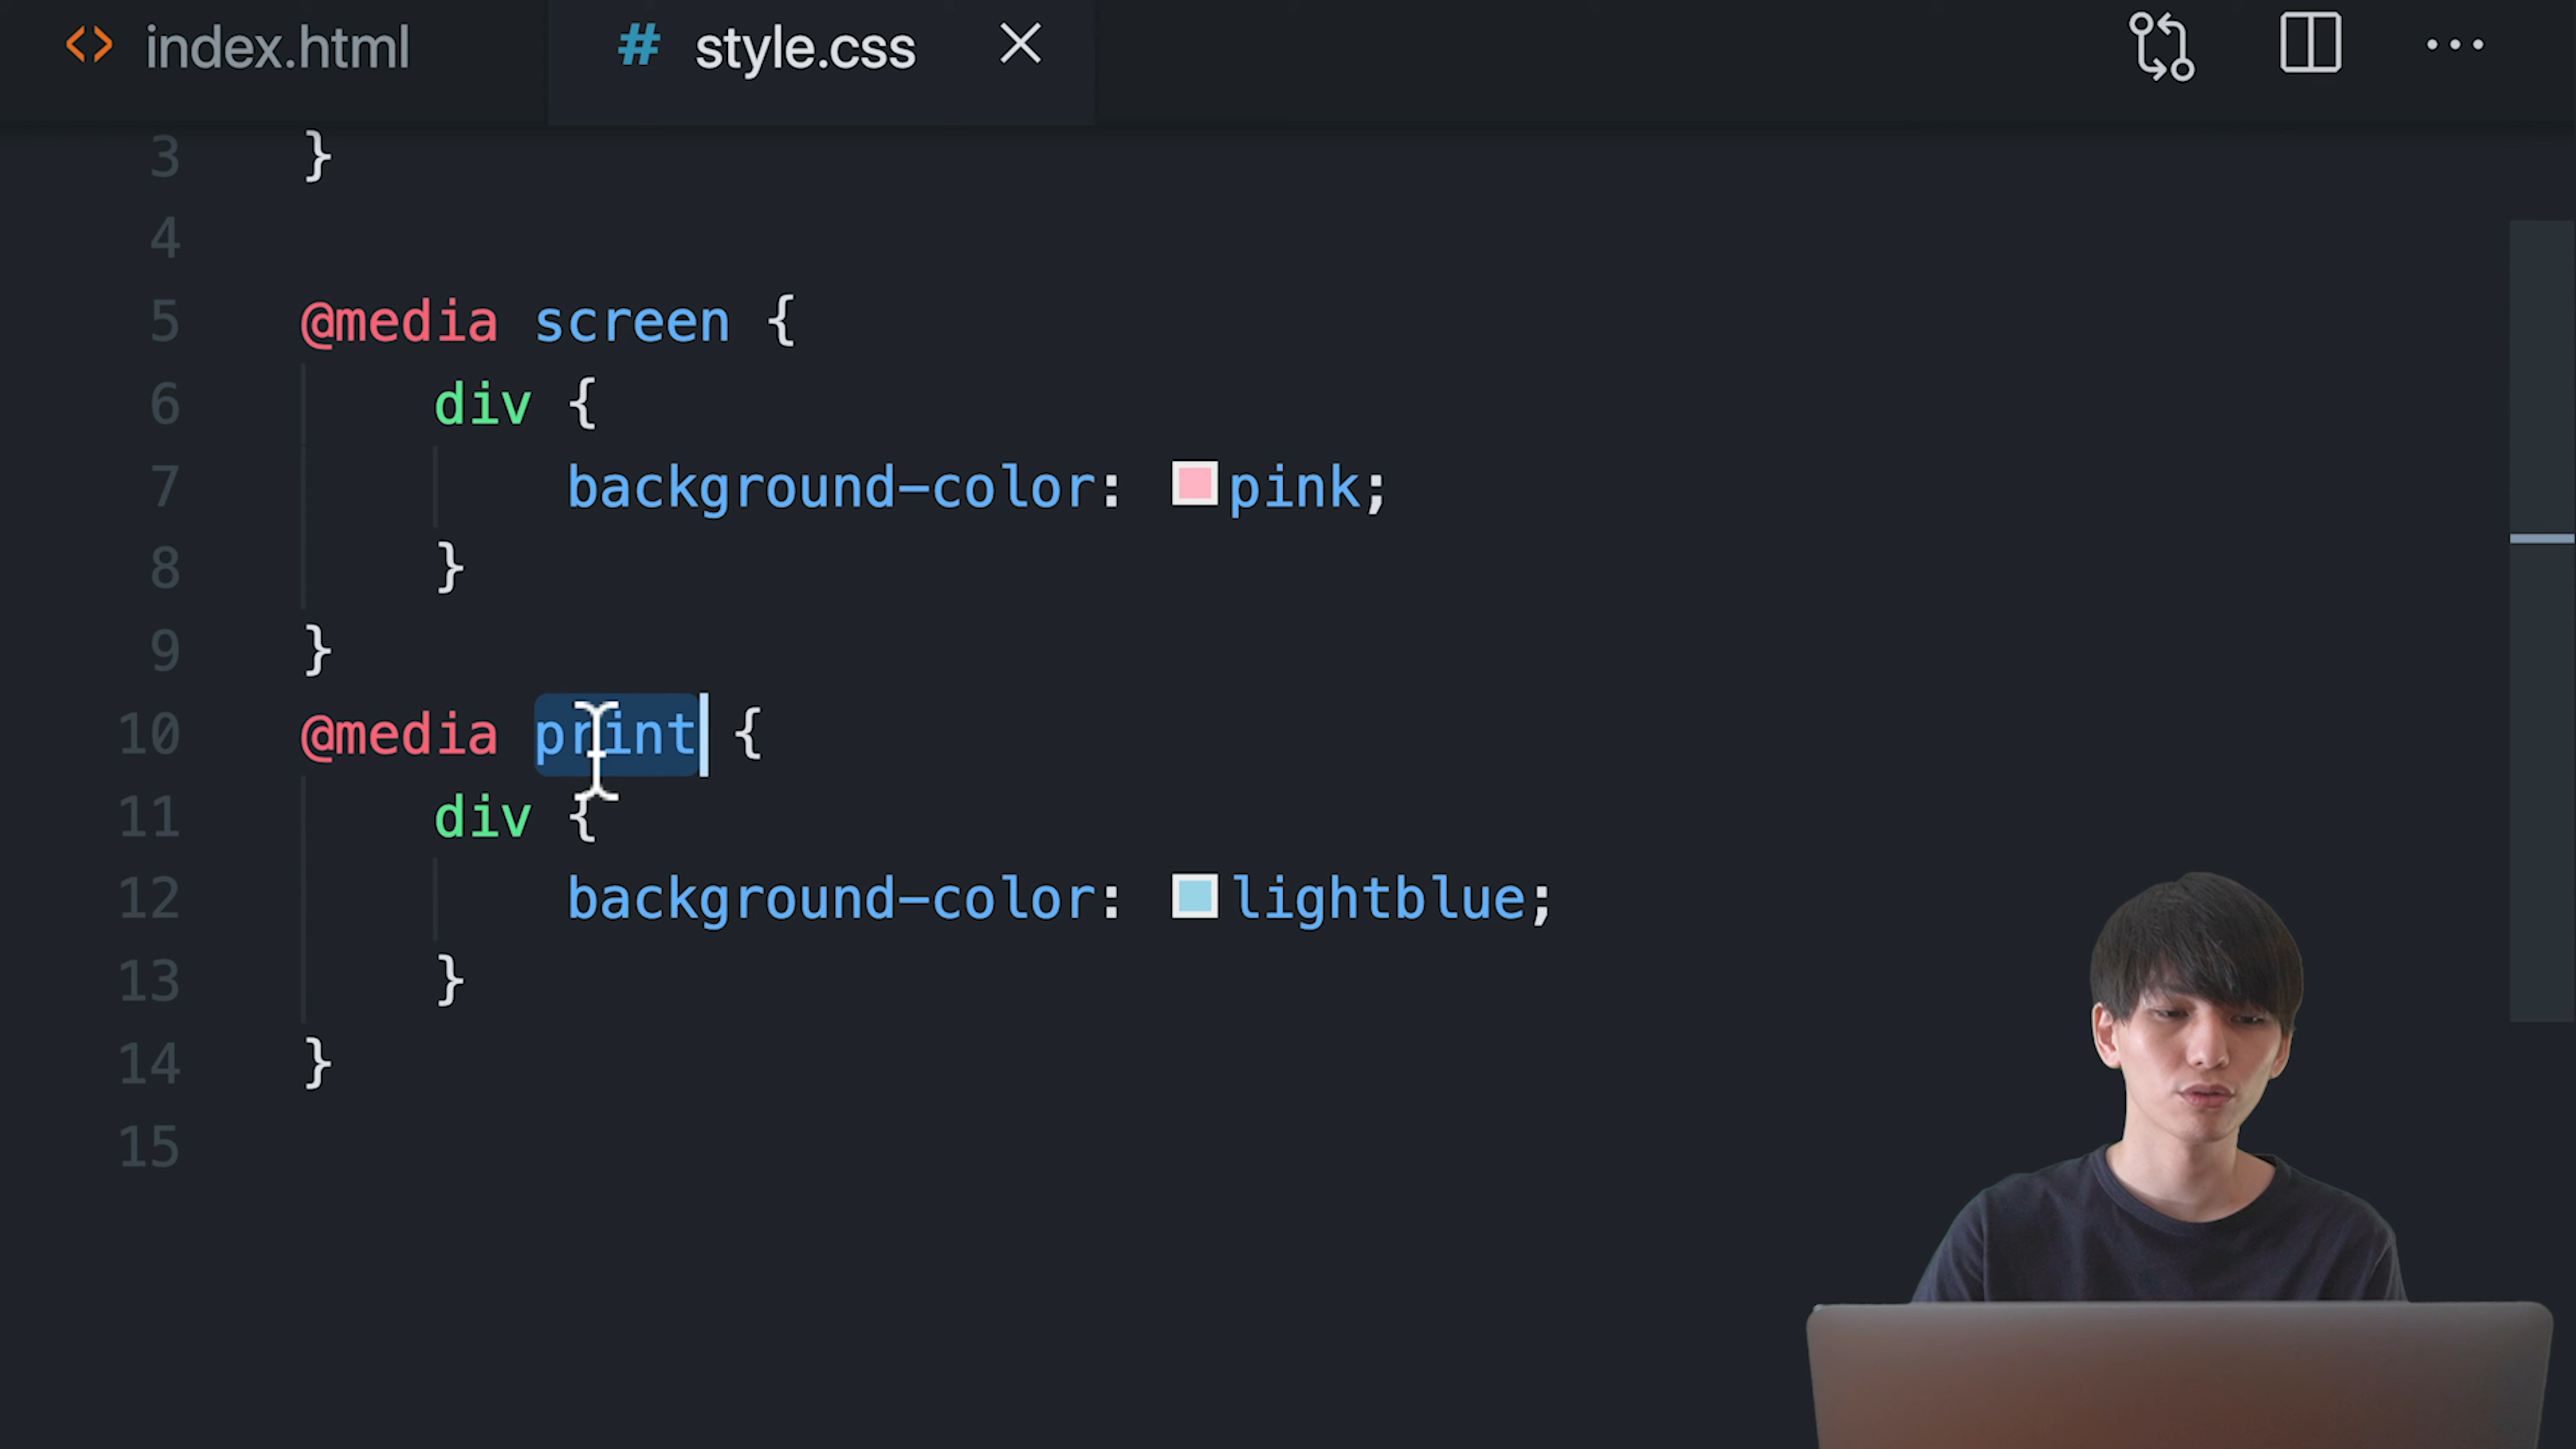 <> index.html # style.css
3 }
4
5 @media screen {
6 div {
7 background-color: pink;
8 }
9 }
10 @media print {
11 div {
12 background-color: lightblue;
13 }
14 }
15